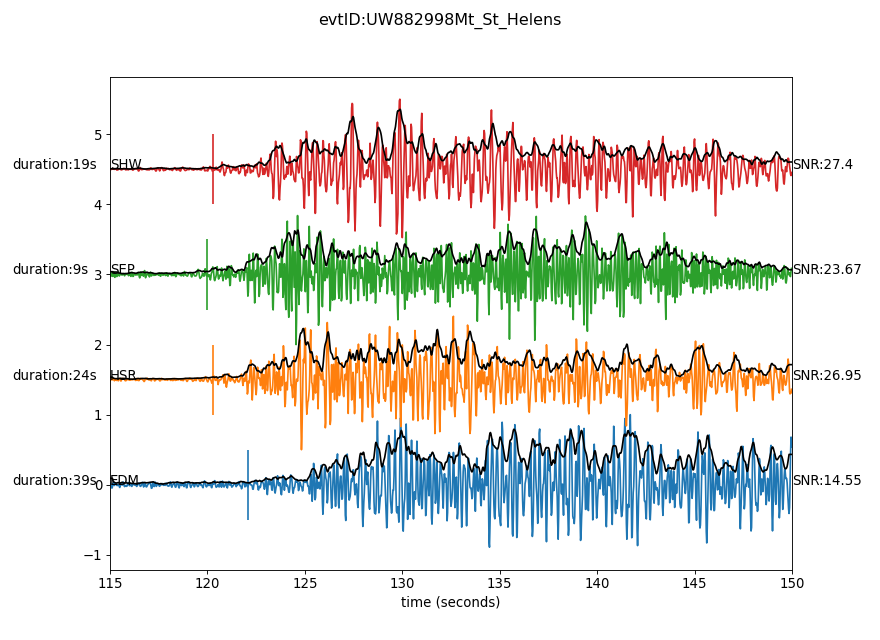 evtID:UW882998Mt_St_Helens
5
duration:19s SHW SNR:27.4
4
duration:9s SEP SNR:23.67
3
2
duration:24s HSR SNR:26.95
1
duration:39s EDM SNR:14.55
0
−1
115 120 125 130 135 140 145 150
time (seconds)